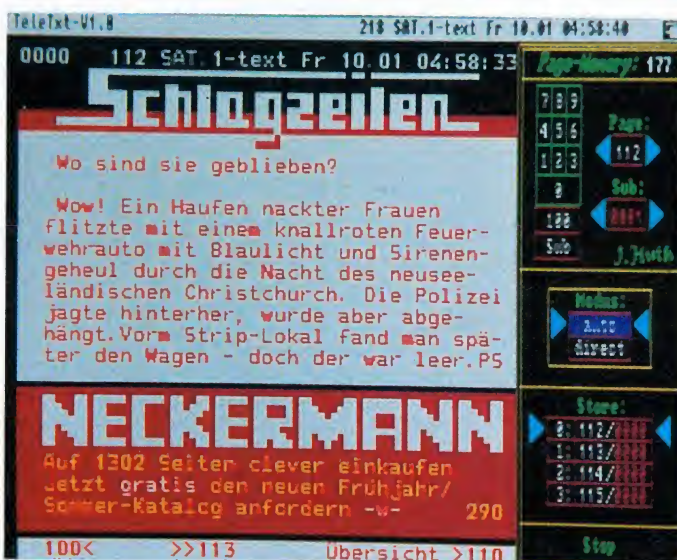 TeleTxt-V1.8 218 SAT.1-text Fr 10.01 04:58:40
0000 112 SAT.1-text Fr 10.01 04:58:33
Schlagzeilen
Wo sind sie geblieben?
Wow! Ein Haufen nackter Frauen
flitzte mit einem knallroten Feuer-
wehrauto mit Blaulicht und Sirenen-
geheul durch die Nacht des neusee-
ländischen Christchurch. Die Polizei
jagte hinterher, wurde aber abge-
hängt.Vorm Strip-Lokal fand man spä-
ter den Wagen - doch der war leer.PS
NECKERMANN
Auf 1302 Seiten clever einkaufen
Jetzt gratis den neuen Frühjahr/
Sommer-Katalog anfordern -w- 290
100< >>113 Übersicht >110
Page-Memory: 177
7 8 9
4 5 6
1 2 3
0
100
Sub
Page:
112
Sub:
J.Huth
Modus:
auto
direct
Store:
0: 112/
1: 113/
2: 114/
3: 115/
Stop